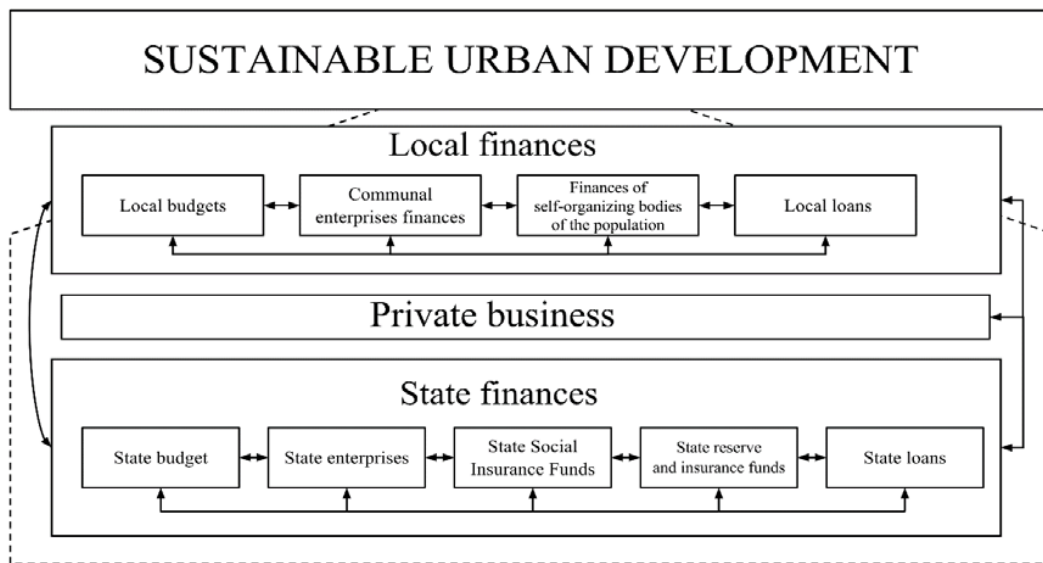 SUSTAINABLE URBAN DEVELOPMENT
Local finances
Local budgets
Communal
enterprises finances
Finances of
self-organizing bodies
of the population
Local loans
Private business
State finances
State budget
State enterprises
State Social
Insurance Funds
State reserve
and insurance funds
State loans